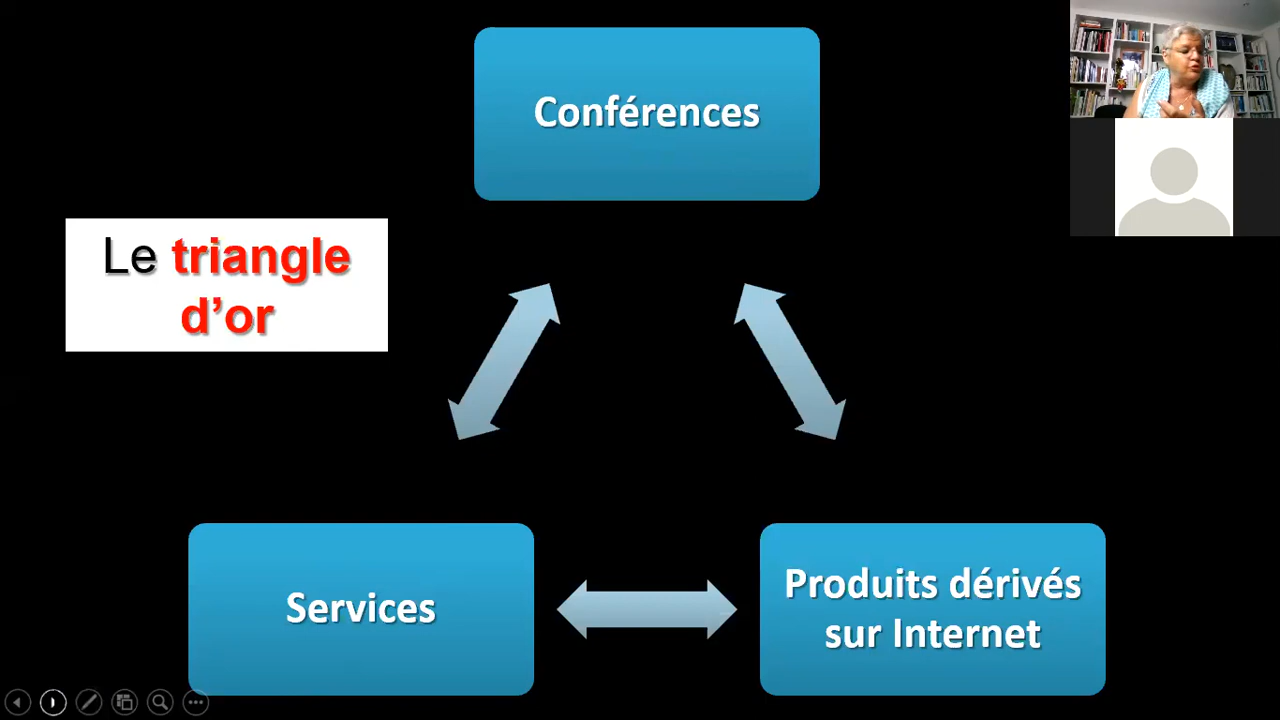 Conférences
Le triangle
d’or
Services
Produits dérivés
sur Internet